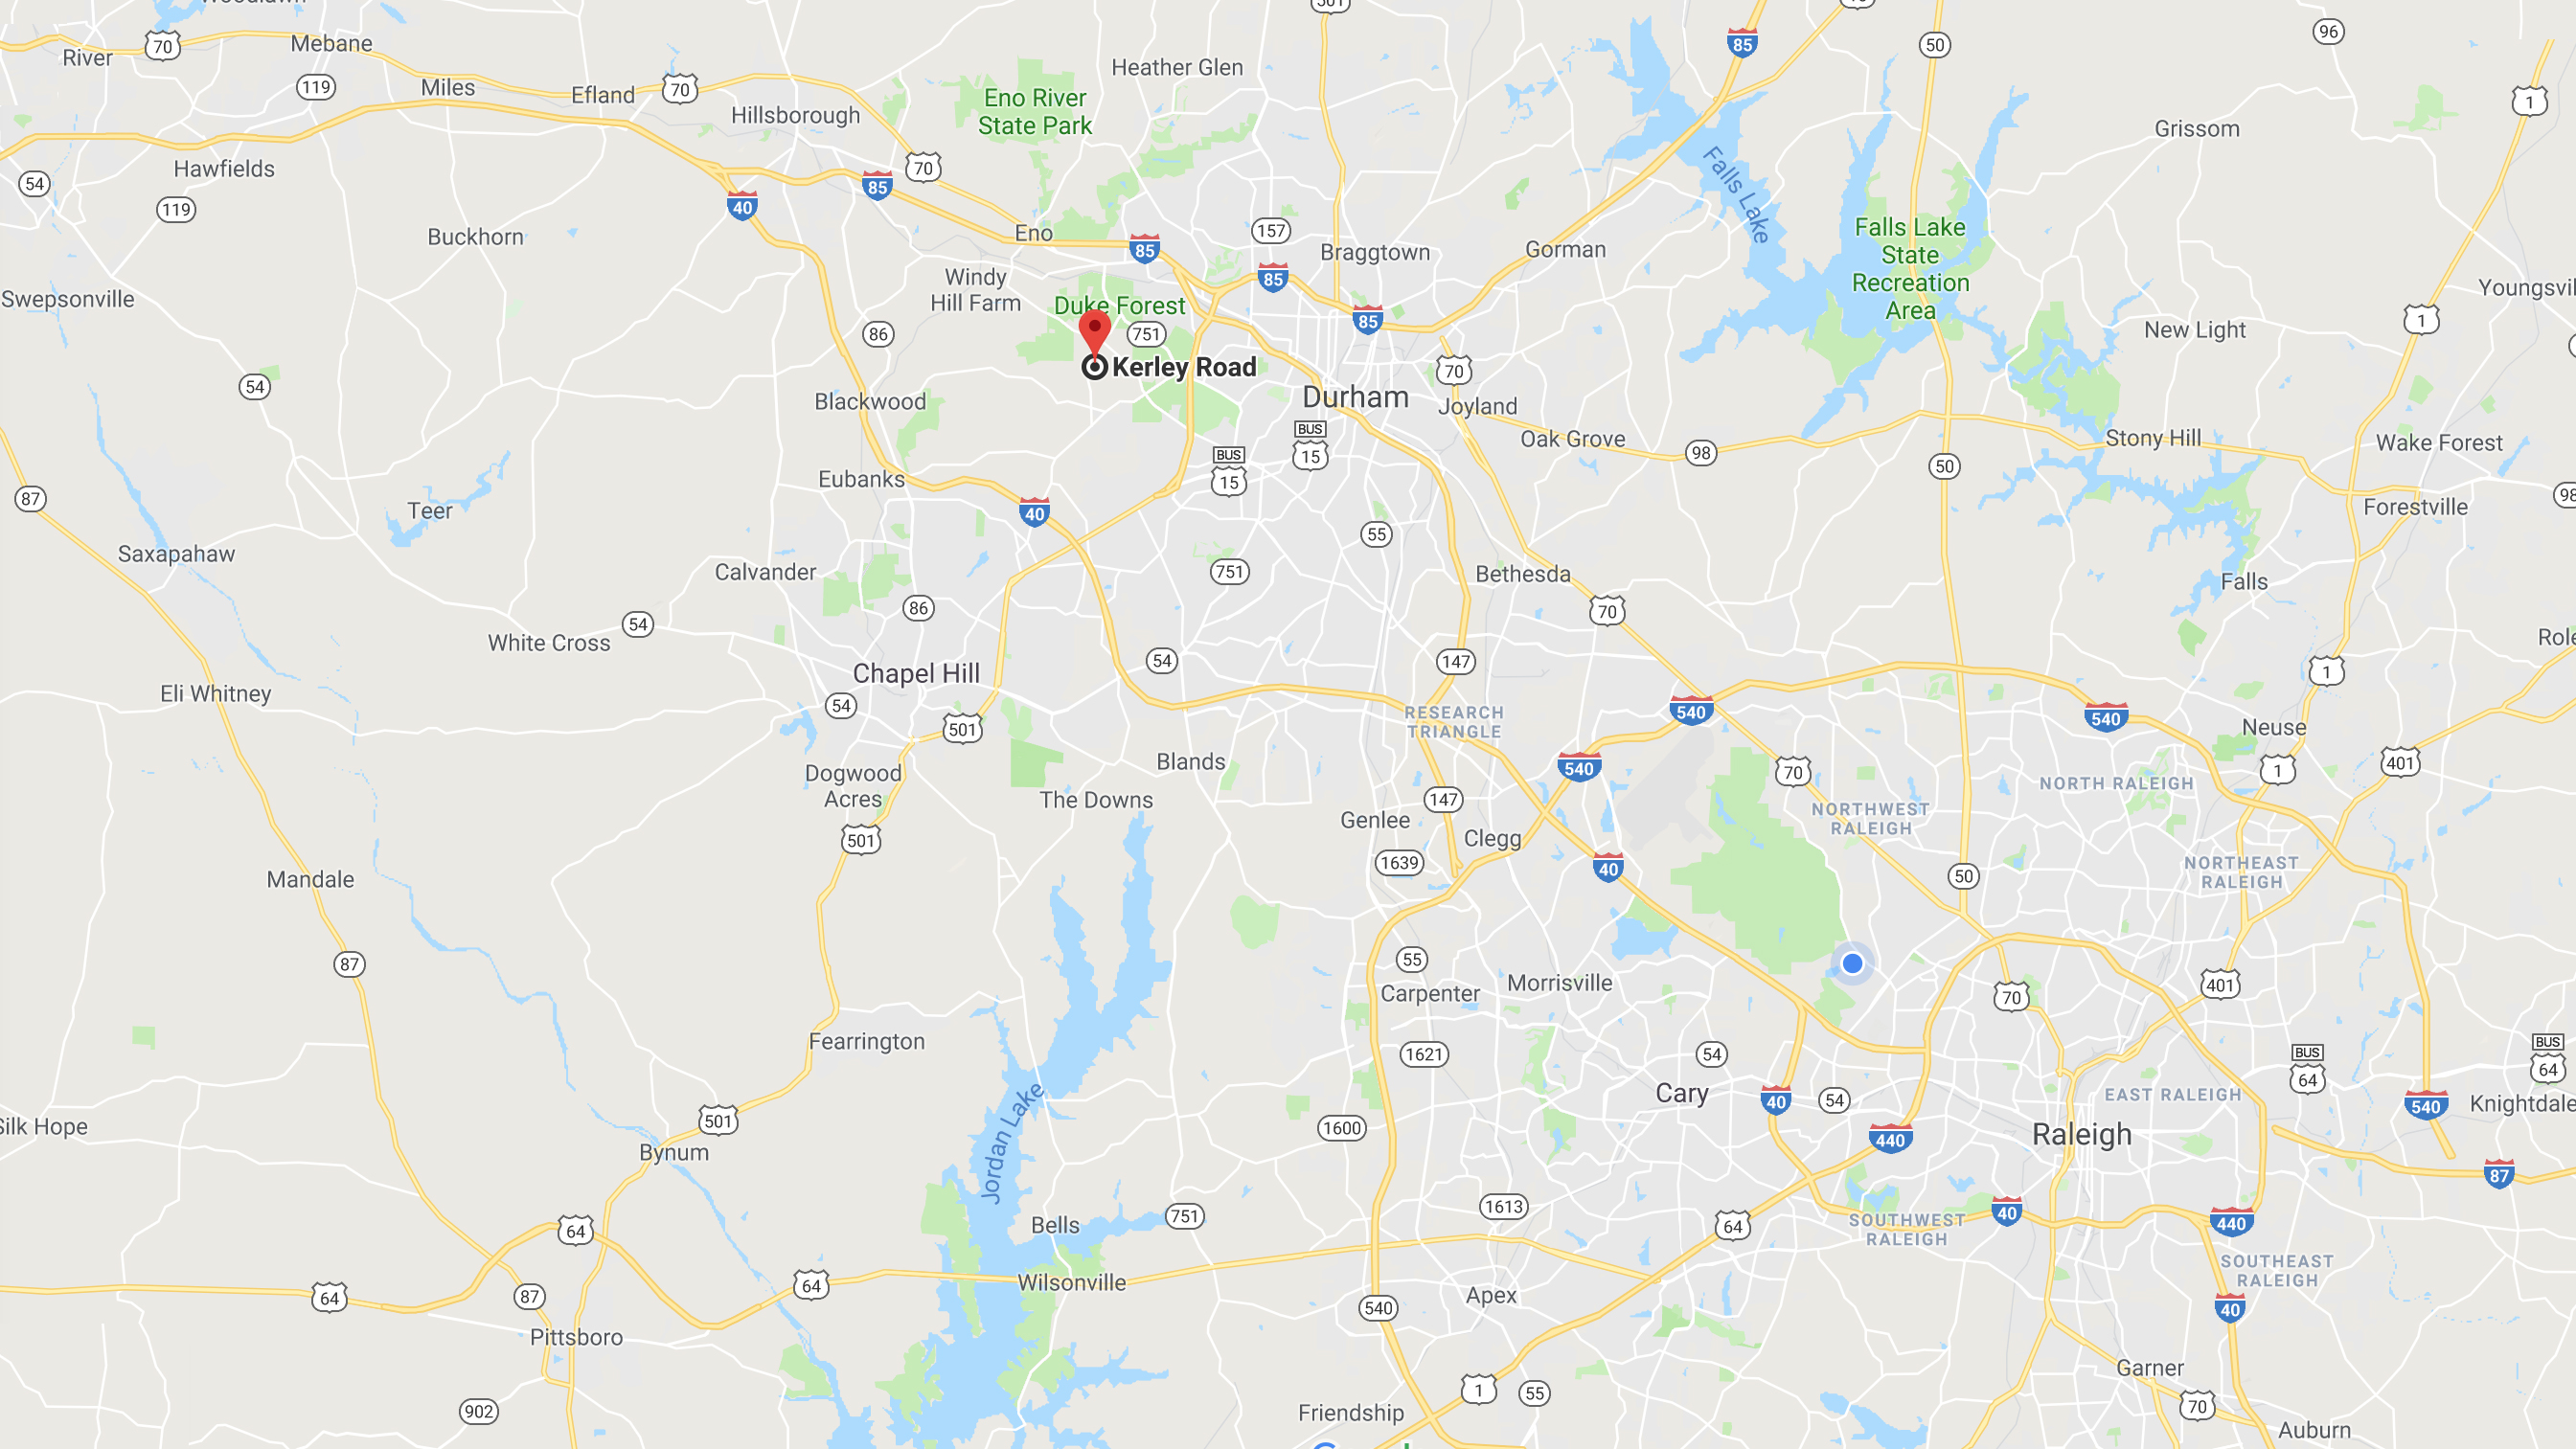 501
96
50
85
River
70
Mebane
119
Miles
Efland
70
Hillsborough
Heather Glen
Eno River
State Park
1
Grissom
54
Hawfields
119
40
85
70
Falls Lake
Buckhorn
Eno
85
157
85
Braggtown
Gorman
Falls Lake
State
Recreation
Area
Swepsonville
Windy
Hill Farm
Duke Forest
751
86
85
1
New Light
Kerley Road
70
Durham
Joyland
54
Blackwood
Oak Grove
98
50
Stony Hill
Wake Forest
BUS
15
BUS
15
Eubanks
40
87
Teer
55
Forestville
98
Saxapahaw
Calvander
751
Bethesda
Falls
86
70
54
White Cross
Chapel Hill
54
147
1
Eli Whitney
54
501
RESEARCH
TRIANGLE
540
540
Neuse
Dogwood
Acres
Blands
540
70
1
401
The Downs
147
NORTH RALEIGH
501
Genlee
Clegg
NORTHWEST
RALEIGH
1639
40
NORTHEAST
RALEIGH
Mandale
50
87
55
Carpenter
Morrisville
70
401
Fearrington
1621
54
BUS
64
BUS
64
Jordan Lake
Cary
40
54
EAST RALEIGH
540
Knightdale
Silk Hope
501
Bynum
1600
440
Raleigh
87
64
Bells
751
1613
64
SOUTHWEST
RALEIGH
40
440
64
87
64
Wilsonville
SOUTHEAST
RALEIGH
Apex
540
40
Pittsboro
Garner
902
1
55
Friendship
70
Auburn